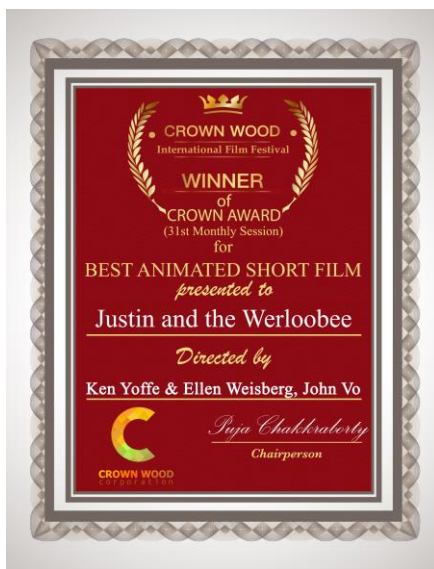 CROWN WOOD
International Film Festival
WINNER
of
CROWN AWARD
(31st Monthly Session)
for
BEST ANIMATED SHORT FILM
presented to
Justin and the Werloobee
Directed by
Ken Yoffe & Ellen Weisberg, John Vo
Puja Chakkraborty
Chairperson
CROWN WOOD
corporation